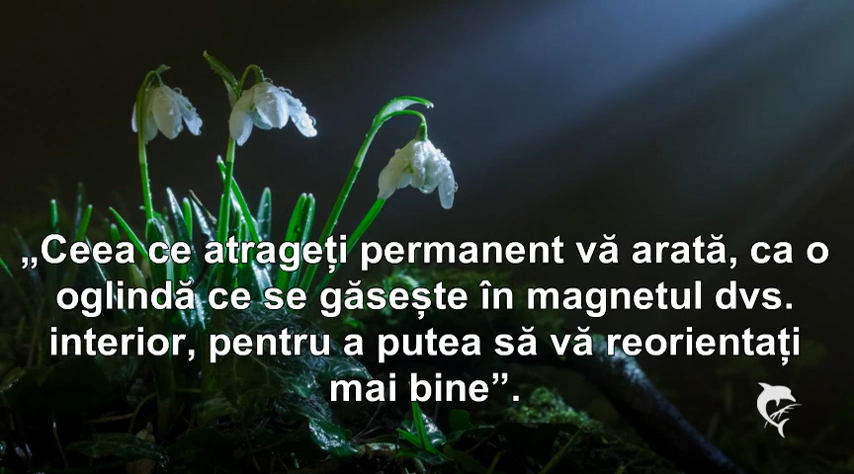 „Ceea ce atrageți permanent vă arată, ca o
oglindă ce se găsește în magnetul dvs.
interior, pentru a putea să vă reorientați
mai bine”.